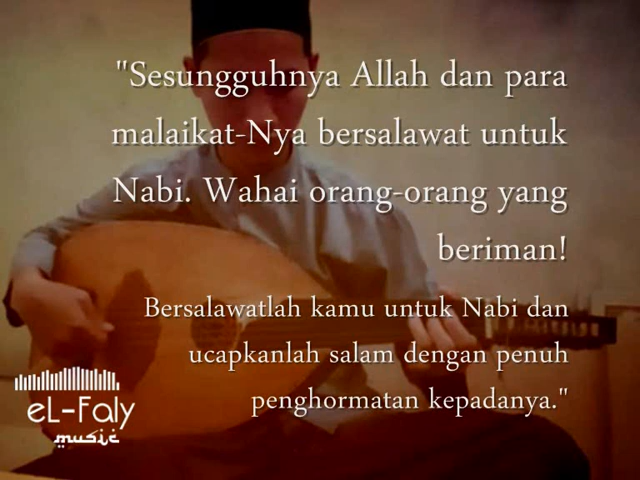 "Sesungguhnya Allah dan para
malaikat-Nya bersalawat untuk
Nabi. Wahai orang-orang yang
beriman!
Bersalawatlah kamu untuk Nabi dan
ucapkanlah salam dengan penuh
penghormatan kepadanya."
eL-Faly
music